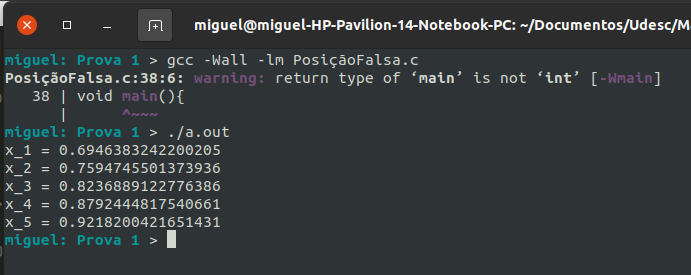 miguel@miguel-HP-Pavilion-14-Notebook-PC: ~/Documentos/Udesc/M
miguel: Prova 1 > gcc -Wall -lm PosiçãoFalsa.c
PosiçãoFalsa.c:38:6: warning: return type of ‘main’ is not ‘int’ [-Wmain]
   38 | void main(){
      |      ^~~~
miguel: Prova 1 > ./a.out
x_1 = 0.6946383242200205
x_2 = 0.7594745501373936
x_3 = 0.8236889122776386
x_4 = 0.8792444817540661
x_5 = 0.9218200421651431
miguel: Prova 1 >